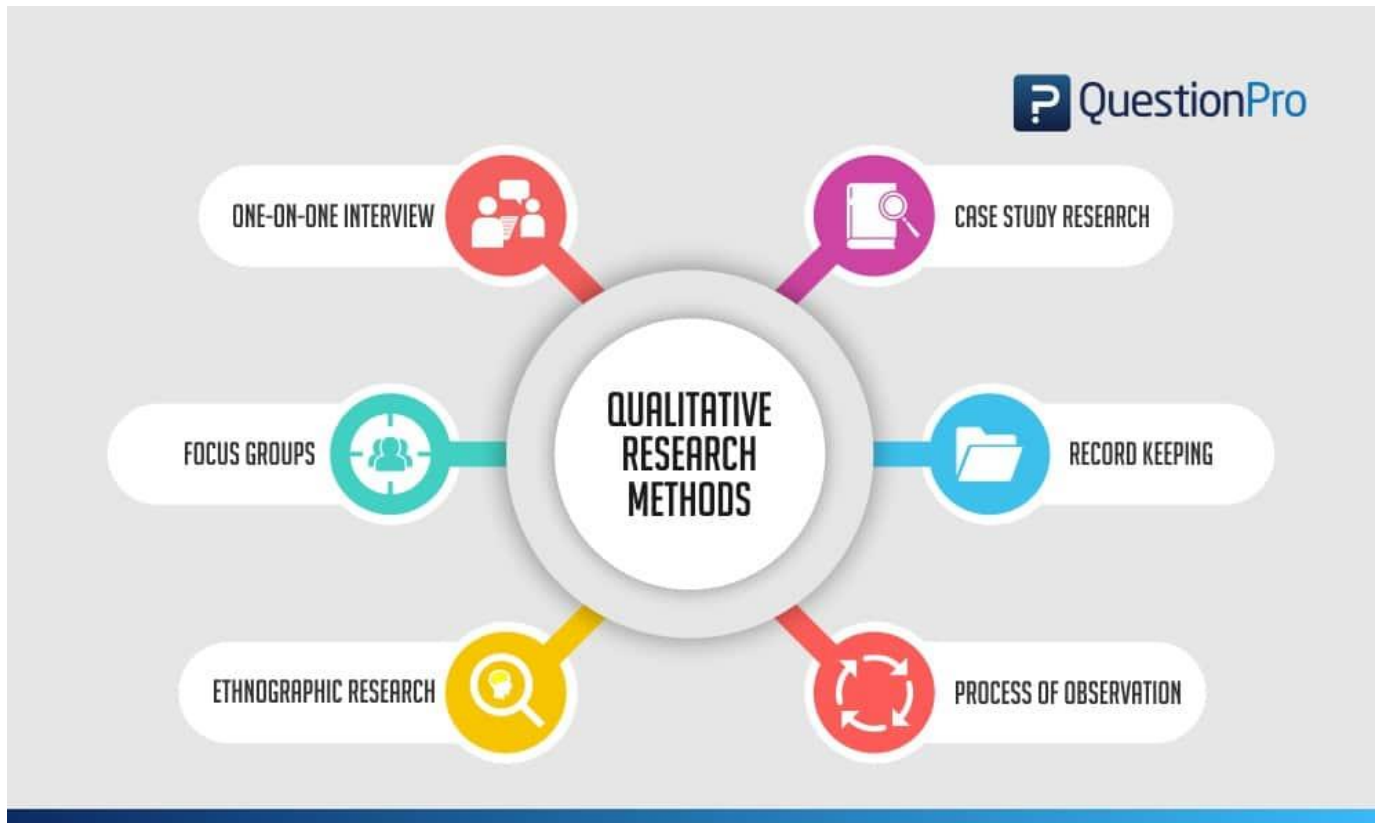 QuestionPro
ONE-ON-ONE INTERVIEW
CASE STUDY RESEARCH
FOCUS GROUPS
QUALITATIVE
RESEARCH
METHODS
RECORD KEEPING
ETHNOGRAPHIC RESEARCH
PROCESS OF OBSERVATION